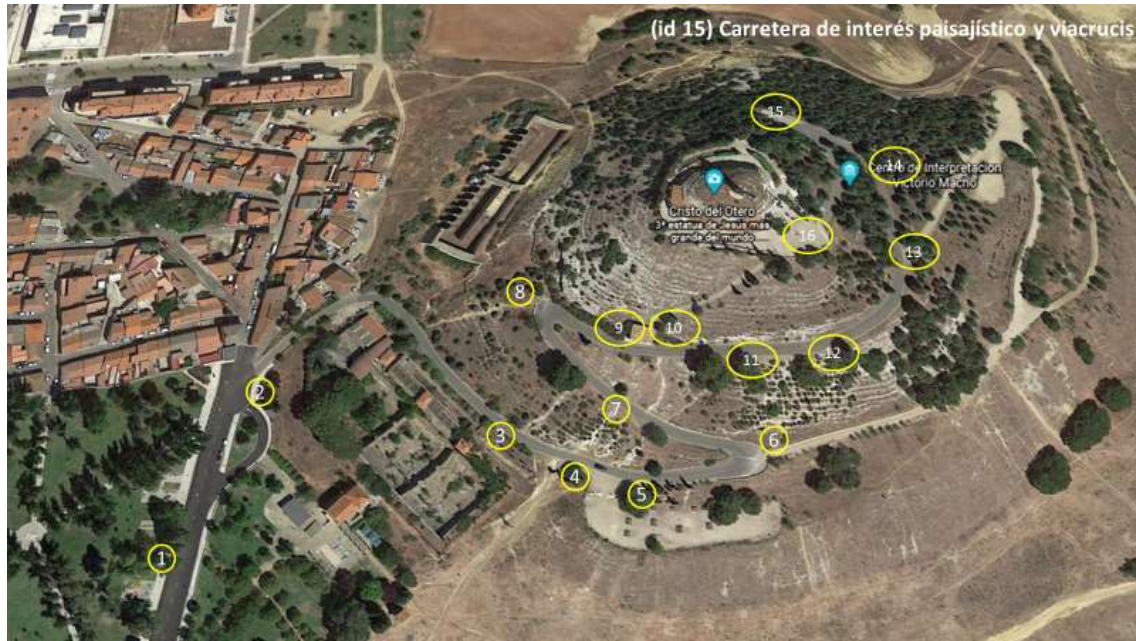 (id 15) Carretera de interés paisajístico y viacrucis
15
14
Centro de Interpretación
Victorio Macho
Cristo del Otero
3ª estatua de Jesús más
grande del mundo
16
13
8
9
10
11
12
2
7
3
6
4
5
1